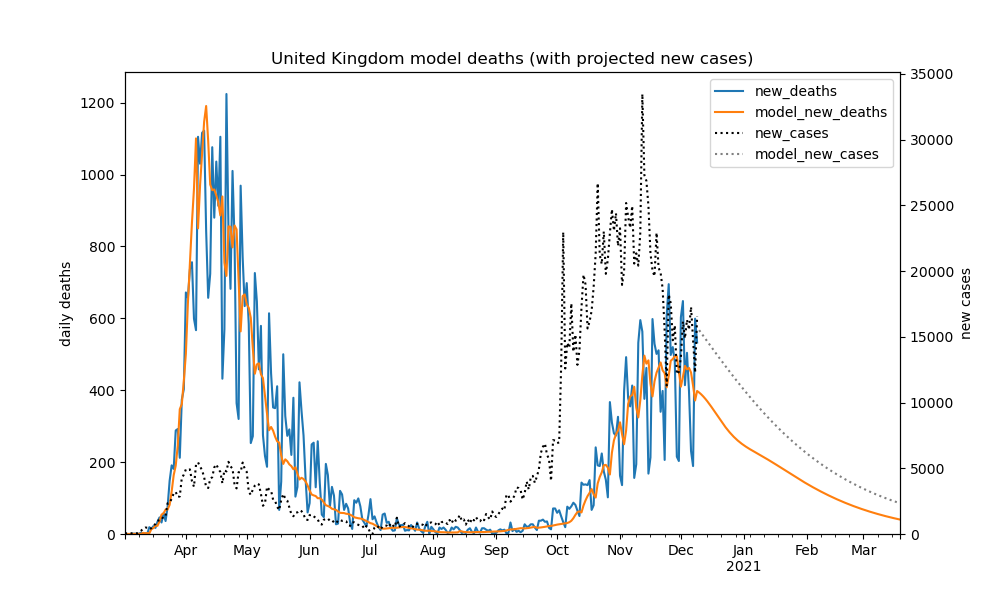 United Kingdom model deaths (with projected new cases)
new_deaths
model_new_deaths
new_cases
model_new_cases
daily deaths
1200
1000
800
600
400
200
0
35000
30000
25000
20000
15000
10000
5000
0
new cases
Apr May Jun Jul Aug Sep Oct Nov Dec Jan Feb Mar
2021